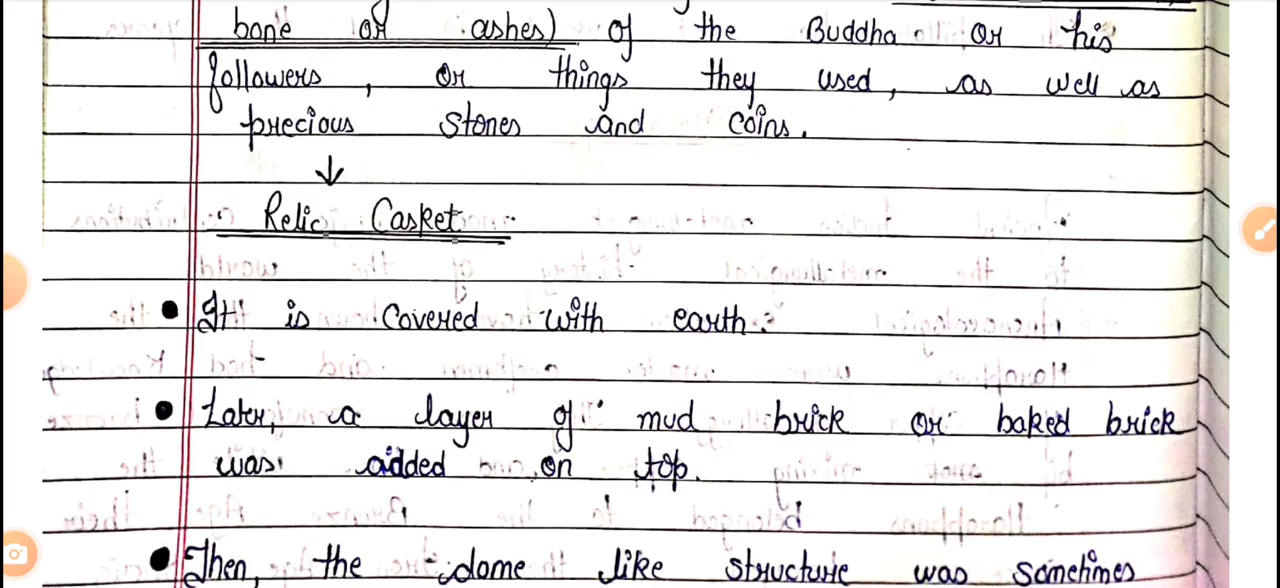 bone or ashes) of the Buddha or his
followers, or things they used, as well as
precious stones and coins.
↓
Relic Casket
• It is covered with earth.
• Later, a layer of mud brick or baked brick
was added on top.
• Then, the dome like structure was sometimes